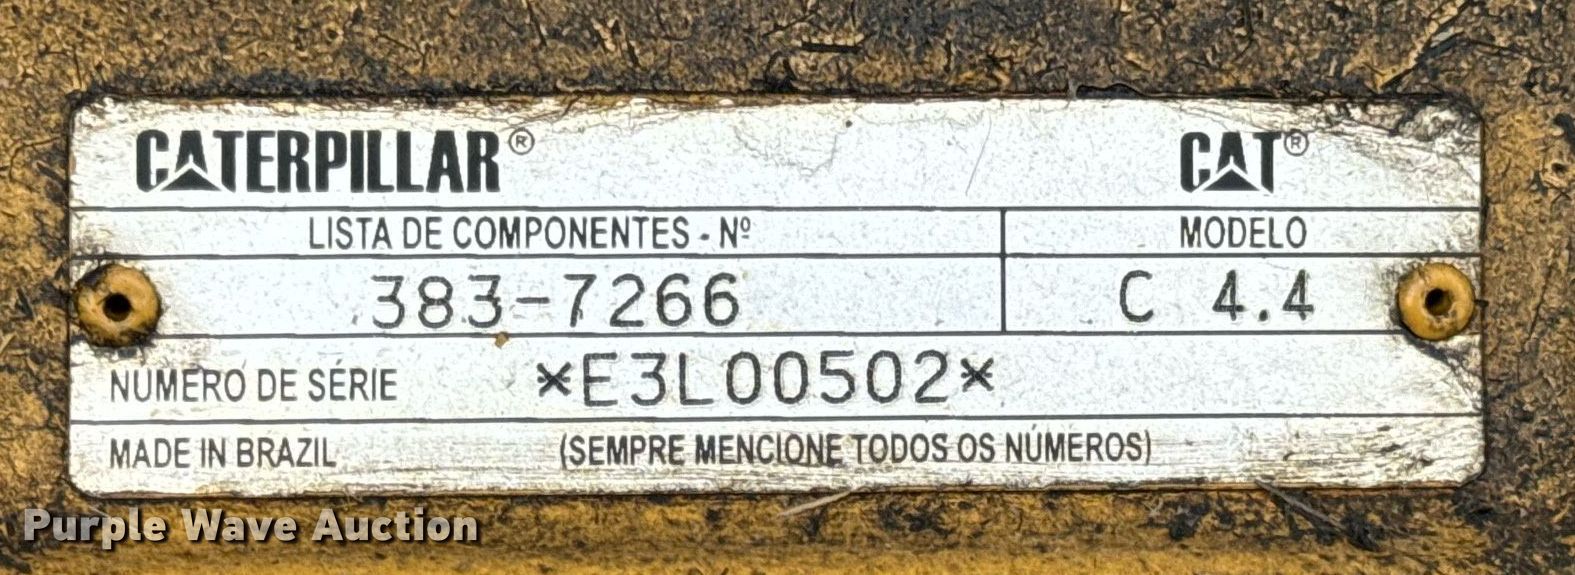 CATERPILLAR® CAT®
LISTA DE COMPONENTES - Nº MODELO
383-7266 C 4.4
NÚMERO DE SÉRIE *E3L00502*
MADE IN BRAZIL (SEMPRE MENCIONE TODOS OS NÚMEROS)
Purple Wave Auction